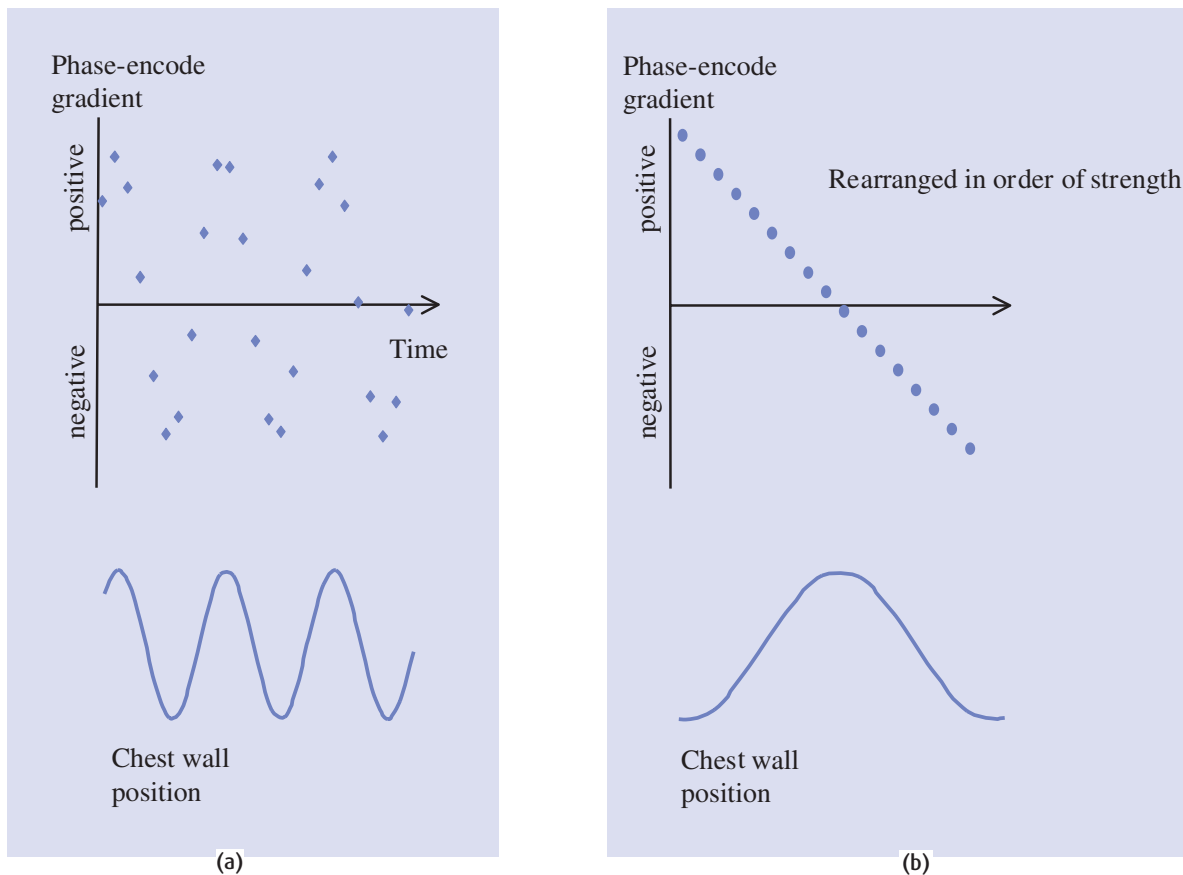 Phase-encode
gradient
positive
negative
Time
Chest wall
position
(a)
Phase-encode
gradient
positive
negative
Rearranged in order of strength
Chest wall
position
(b)